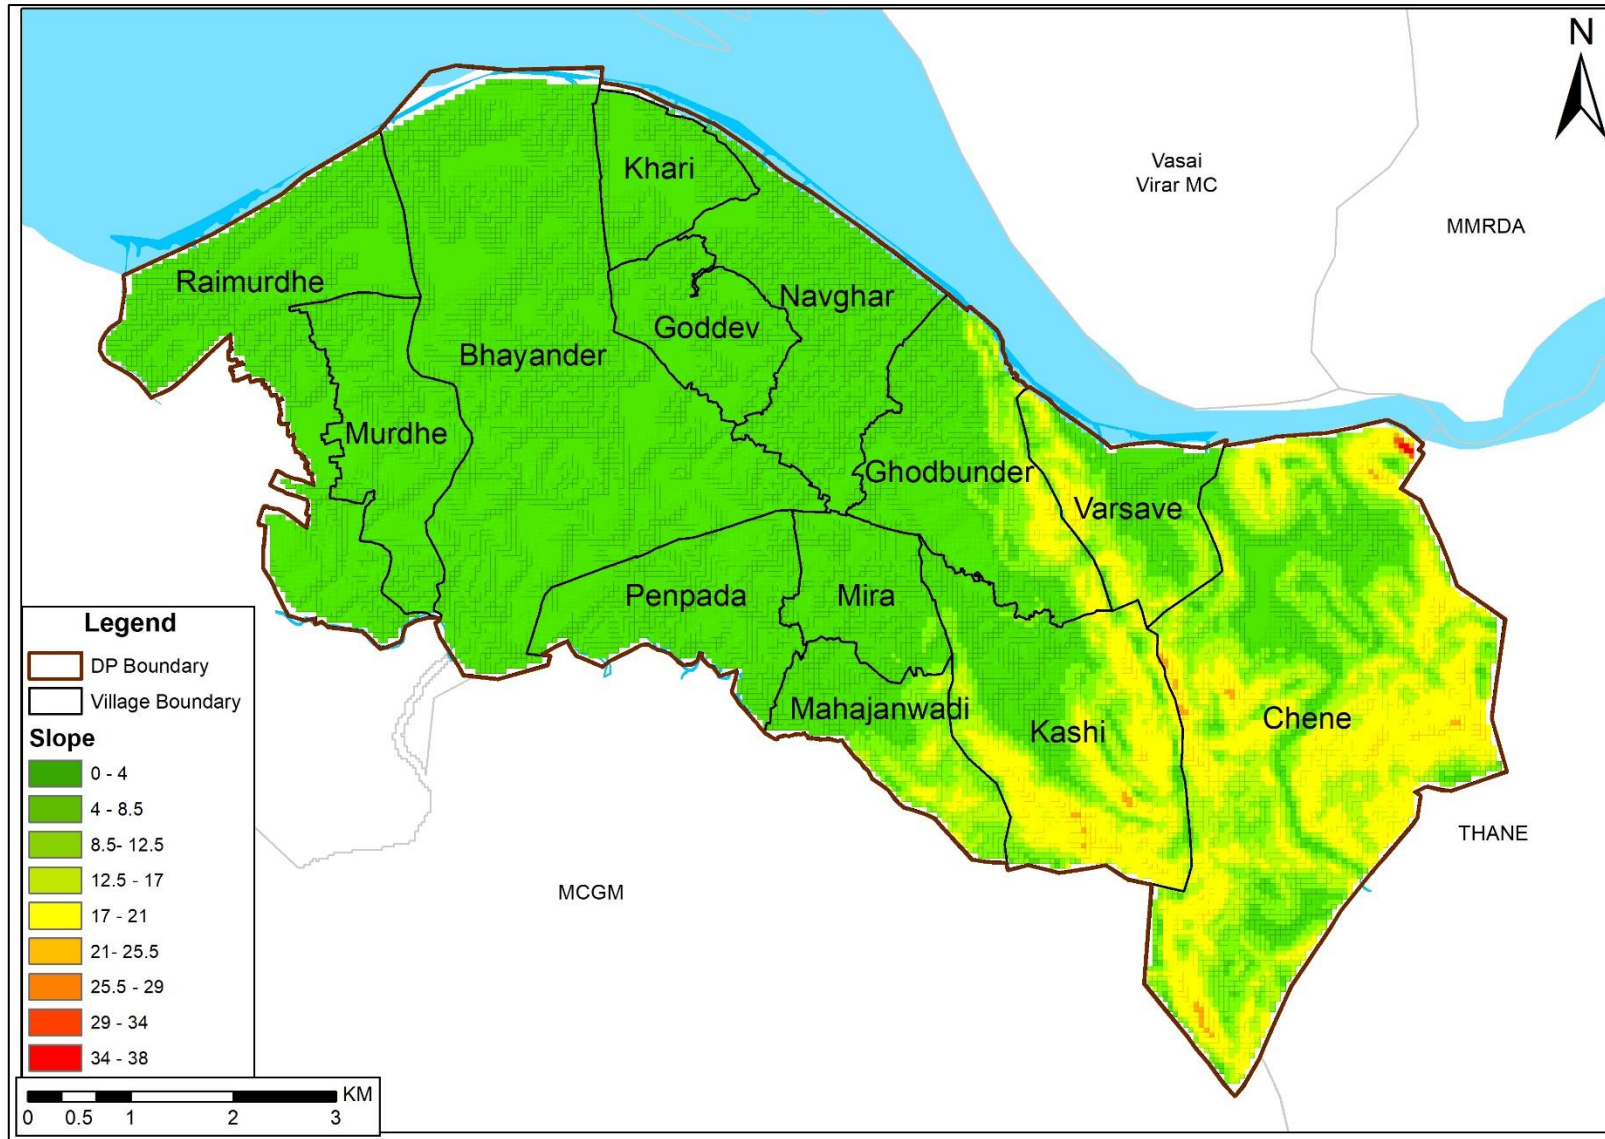 N
Vasai
Virar MC
MMRDA
Khari
Raimurdhe
Navghar
Goddev
Bhayander
Murdhe
Ghodbunder
Varsave
Penpada
Mira
Mahajanwadi
Kashi
Chene
THANE
MCGM
Legend
DP Boundary
Village Boundary
Slope
0 - 4
4 - 8.5
8.5- 12.5
12.5 - 17
17 - 21
21- 25.5
25.5 - 29
29 - 34
34 - 38
KM
0 0.5 1 2 3